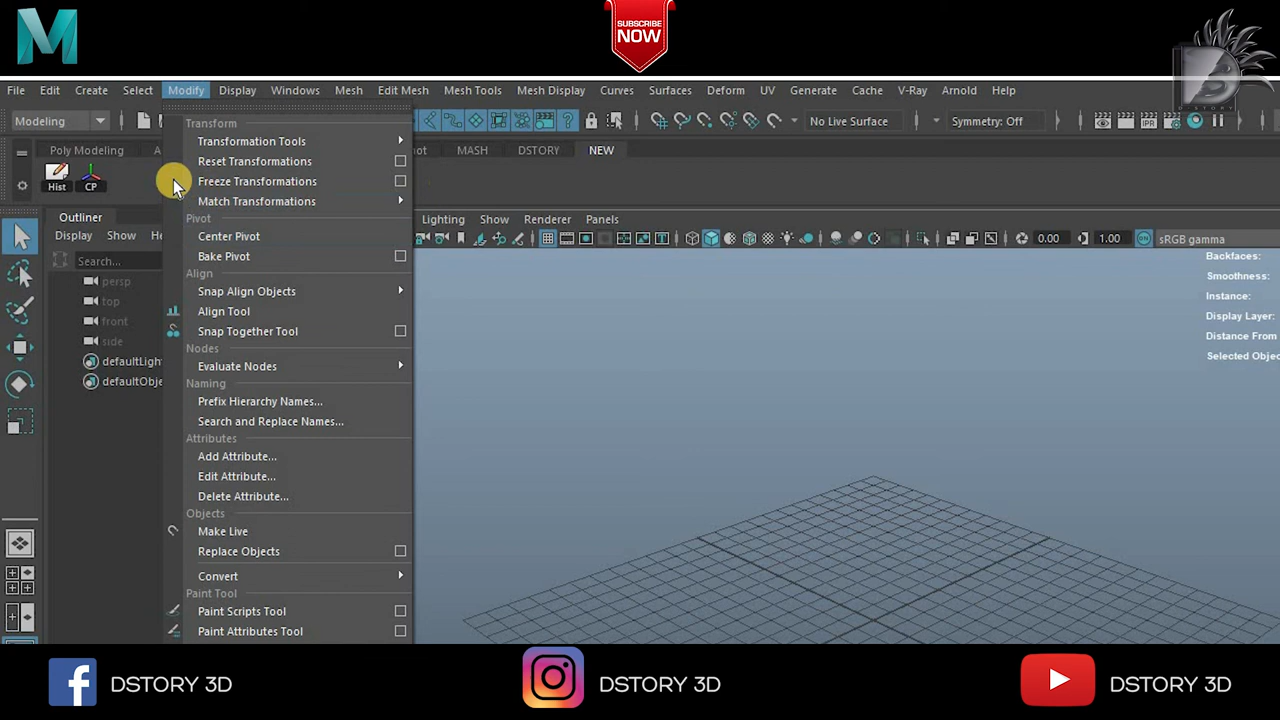 SUBSCRIBE
NOW
D STORY
File Edit Create Select Modify Display Windows Mesh Edit Mesh Mesh Tools Mesh Display Curves Surfaces Deform UV Generate Cache V-Ray Arnold Help
Modeling No Live Surface Symmetry: Off
Poly Modeling A MASH DSTORY NEW
Hist CP
Outliner
Display Show He
Search...
persp
top
front
side
defaultLigh
defaultObje
Transform
Transformation Tools
Reset Transformations
Freeze Transformations
Match Transformations
Pivot
Center Pivot
Bake Pivot
Align
Snap Align Objects
Align Tool
Snap Together Tool
Nodes
Evaluate Nodes
Naming
Prefix Hierarchy Names...
Search and Replace Names...
Attributes
Add Attribute...
Edit Attribute...
Delete Attribute...
Objects
Make Live
Replace Objects
Convert
Paint Tool
Paint Scripts Tool
Paint Attributes Tool
Lighting Show Renderer Panels
0.00 1.00 sRGB gamma
Backfaces:
Smoothness:
Instance:
Display Layer:
Distance From
Selected Objec
DSTORY 3D DSTORY 3D DSTORY 3D